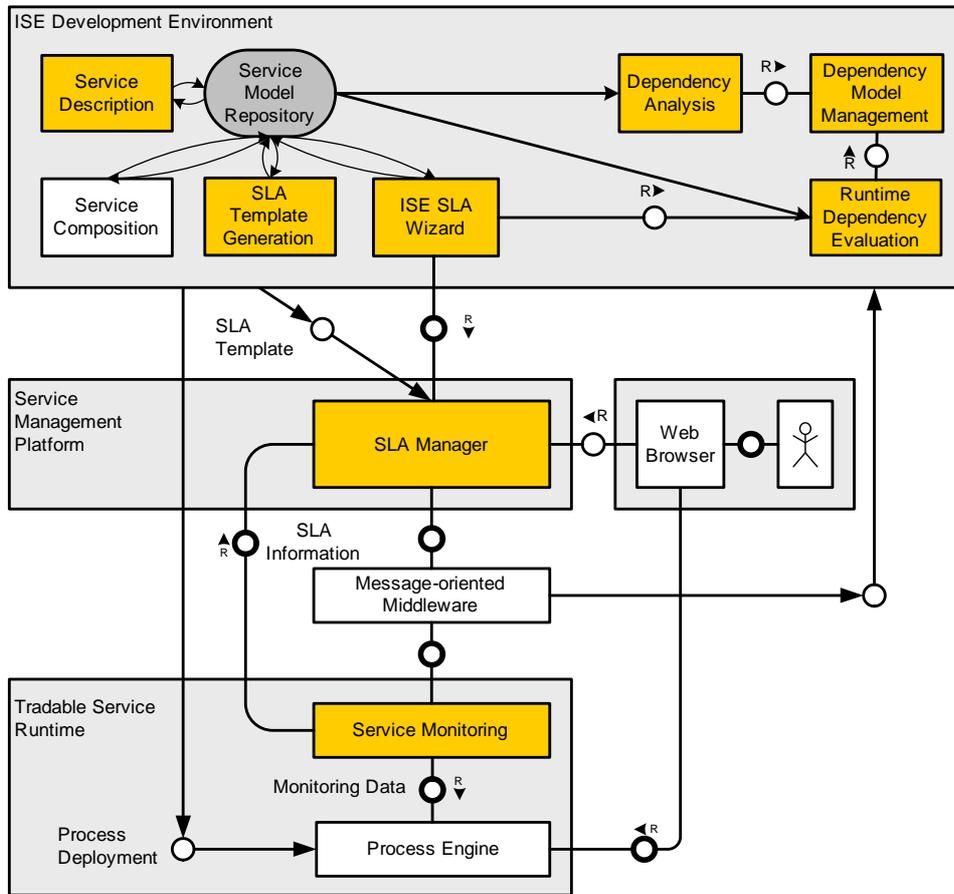 ISE Development Environment
Service
Description
Service
Model
Repository
Dependency
Analysis
R
Dependency
Model
Management
R
Service
Composition
SLA
Template
Generation
ISE SLA
Wizard
R
Runtime
Dependency
Evaluation
SLA
Template
R
Service
Management
Platform
SLA Manager
R
Web
Browser
R
SLA
Information
Message-oriented
Middleware
Tradable Service
Runtime
Service Monitoring
Monitoring Data
R
Process
Deployment
Process Engine
R